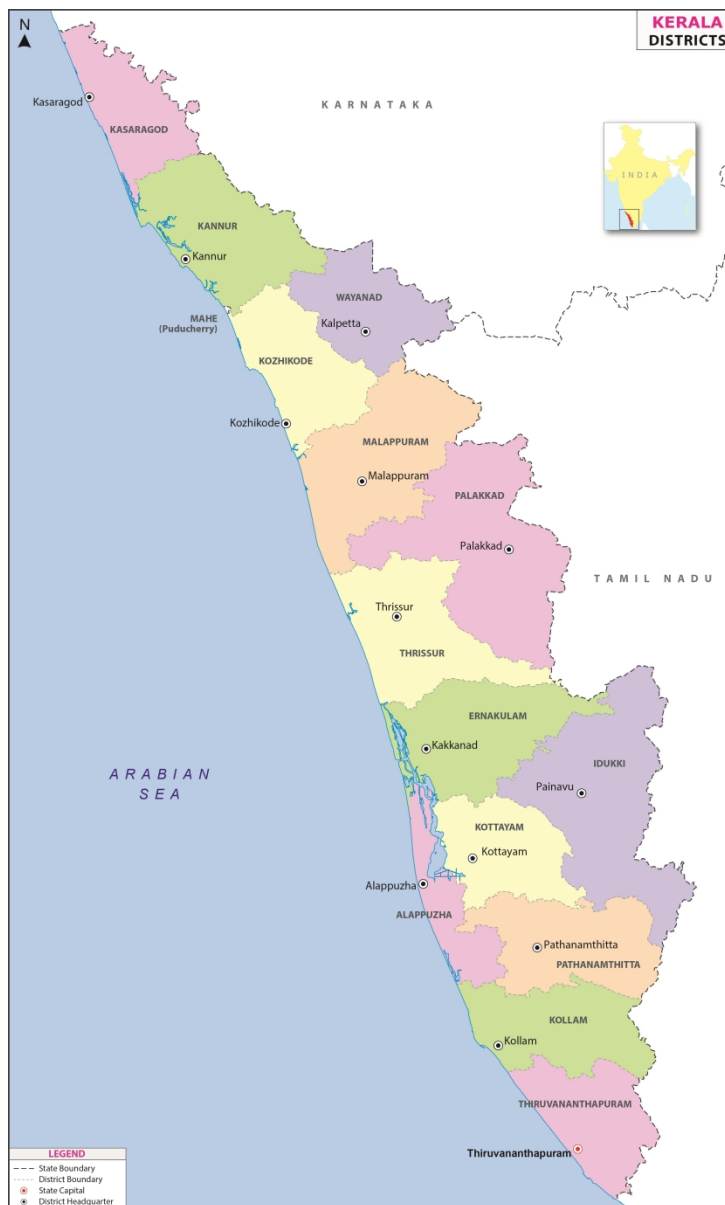 N
KERALA
DISTRICTS
Kasaragod
KASARAGOD
KARNATAKA
INDIA
KANNUR
Kannur
MAHE
(Puducherry)
WAYANAD
Kalpetta
KOZHIKODE
Kozhikode
MALAPPURAM
Malappuram
PALAKKAD
Palakkad
TAMIL NADU
Thrissur
THRISSUR
ERNAKULAM
Kakkanad
ARABIAN
SEA
IDUKKI
Painavu
KOTTAYAM
Kottayam
Alappuzha
ALAPPUZHA
Pathanamthitta
PATHANAMTHITTA
KOLLAM
Kollam
THIRUVANANTHAPURAM
Thiruvananthapuram
LEGEND
State Boundary
District Boundary
State Capital
District Headquarter